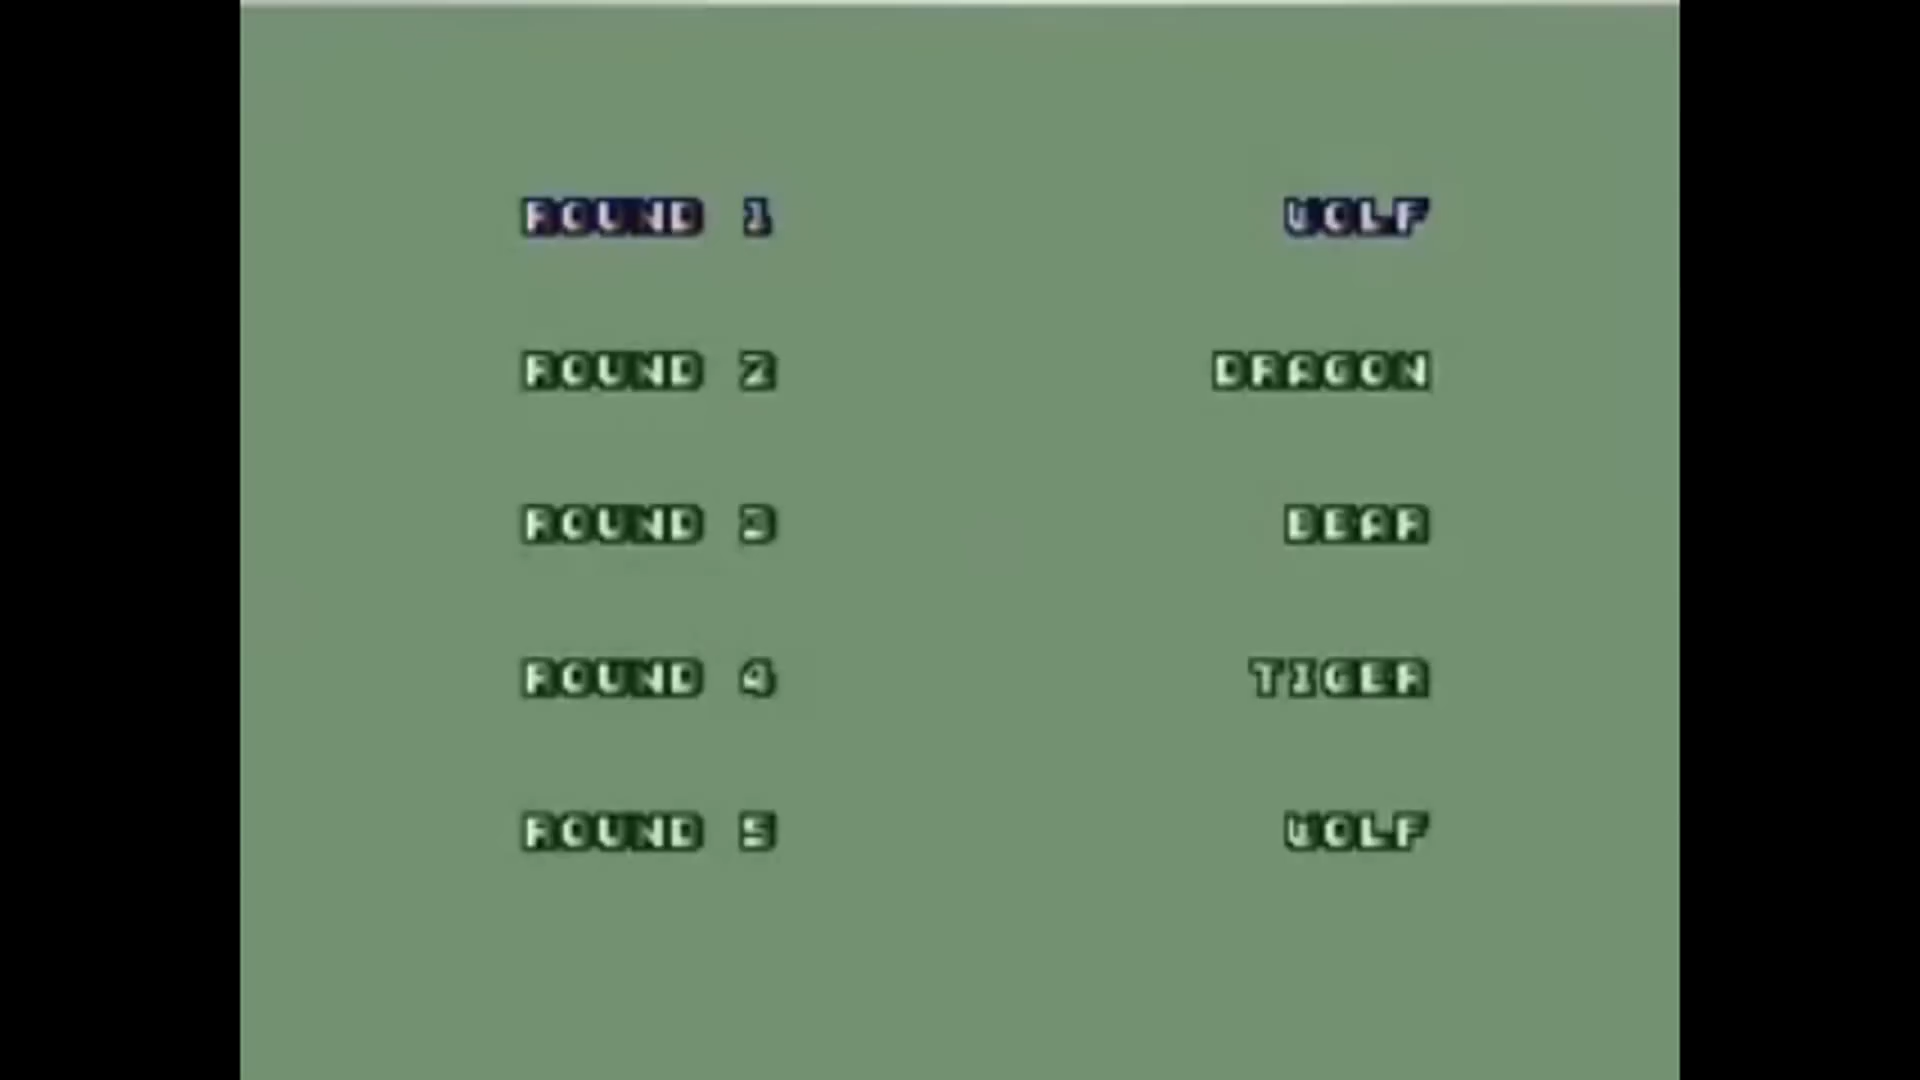 ROUND 1 WOLF
ROUND 2 DRAGON
ROUND 3 BEAR
ROUND 4 TIGER
ROUND 5 WOLF